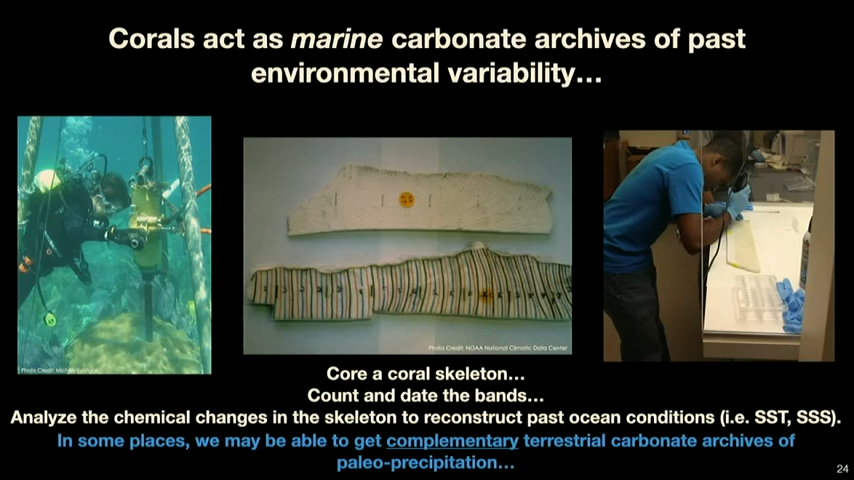 Corals act as marine carbonate archives of past
environmental variability…
Photo Credit: NOAA National Climatic Data Center
Photo Credit:
Core a coral skeleton…
Count and date the bands…
Analyze the chemical changes in the skeleton to reconstruct past ocean conditions (i.e. SST, SSS).
In some places, we may be able to get complementary terrestrial carbonate archives of
paleo-precipitation…
24